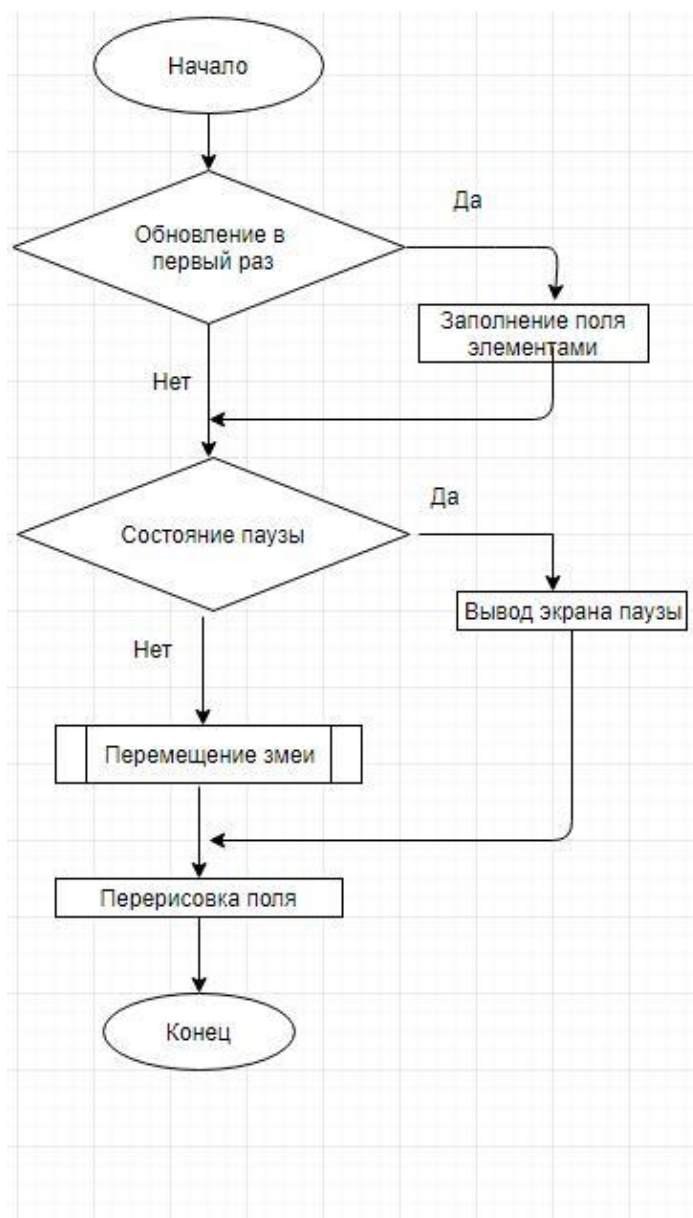 Начало
Да
Обновление в
первый раз
Заполнение поля
элементами
Нет
Да
Состояние паузы
Вывод экрана паузы
Нет
Перемещение змеи
Перерисовка поля
Конец